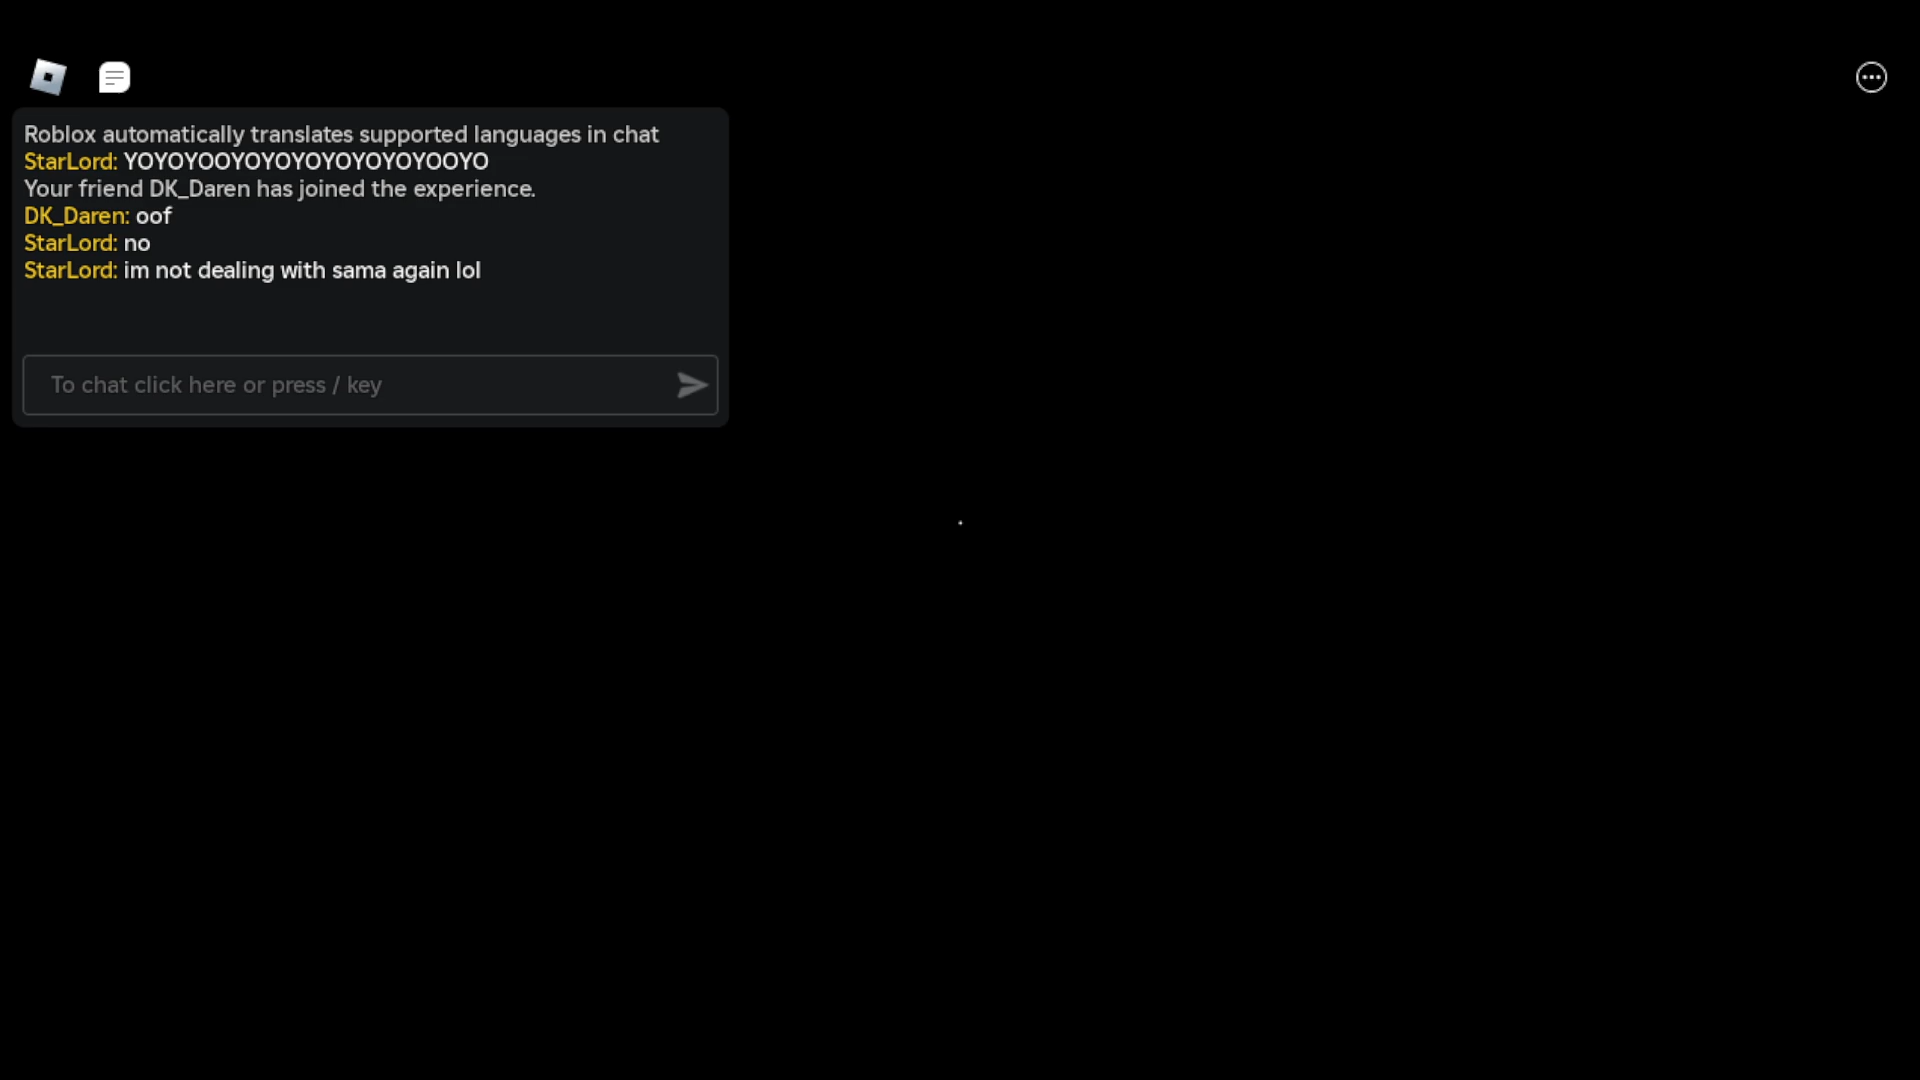 Roblox automatically translates supported languages in chat
StarLord: YOYOYOOYOYOYOYOYOYOYOOYO
Your friend DK_Daren has joined the experience.
DK_Daren: oof
StarLord: no
StarLord: im not dealing with sama again lol
To chat click here or press / key